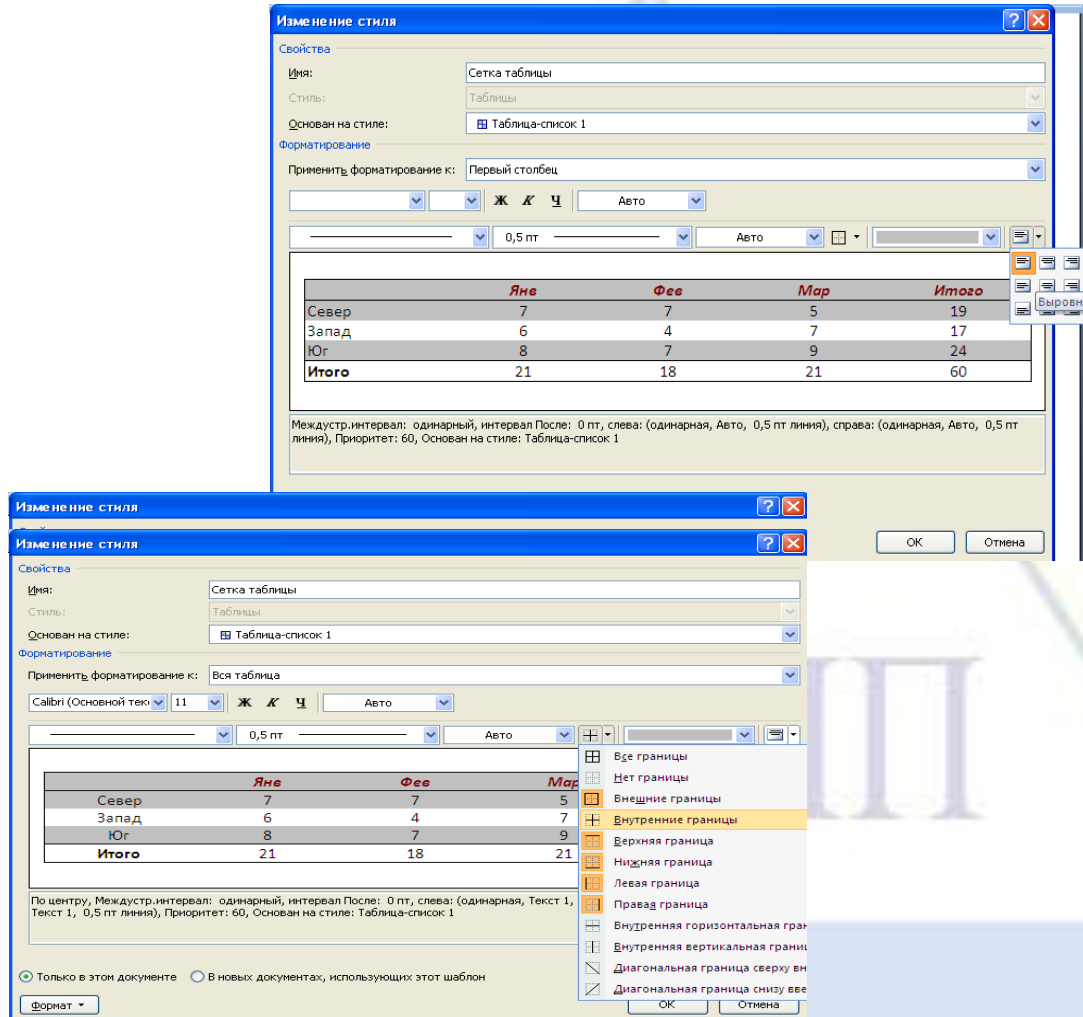 Изменение стиля
Свойства
Имя: Сетка таблицы
Стиль: Таблицы
Основан на стиле: Таблица-список 1
Форматирование
Применить форматирование к: Первый столбец
Ж К Ч Авто
0,5 пт Авто
Янв Фев Мар Итого
Север 7 7 5 19
Запад 6 4 7 17
Юг 8 7 9 24
Итого 21 18 21 60
Выровн
Междустр.интервал: одинарный, интервал После: 0 пт, слева: (одинарная, Авто, 0,5 пт линия), справа: (одинарная, Авто, 0,5 пт
линия), Приоритет: 60, Основан на стиле: Таблица-список 1
ОК Отмена
Изменение стиля
Изменение стиля
Свойства
Имя: Сетка таблицы
Стиль: Таблицы
Основан на стиле: Таблица-список 1
Форматирование
Применить форматирование к: Вся таблица
Calibri (Основной текс 11 Ж К Ч Авто
0,5 пт Авто
Янв Фев Мар
Север 7 7 5
Запад 6 4 7
Юг 8 7 9
Итого 21 18 21
По центру, Междустр.интервал: одинарный, интервал После: 0 пт, слева: (одинарная, Текст 1,
Текст 1, 0,5 пт линия), Приоритет: 60, Основан на стиле: Таблица-список 1
Все границы
Нет границы
Внешние границы
Внутренние границы
Верхняя граница
Нижняя граница
Левая граница
Правая граница
Внутренняя горизонтальная гран
Внутренняя вертикальная границ
Диагональная граница сверху вн
Диагональная граница снизу вве
Только в этом документе В новых документах, использующих этот шаблон
Формат ОК Отмена